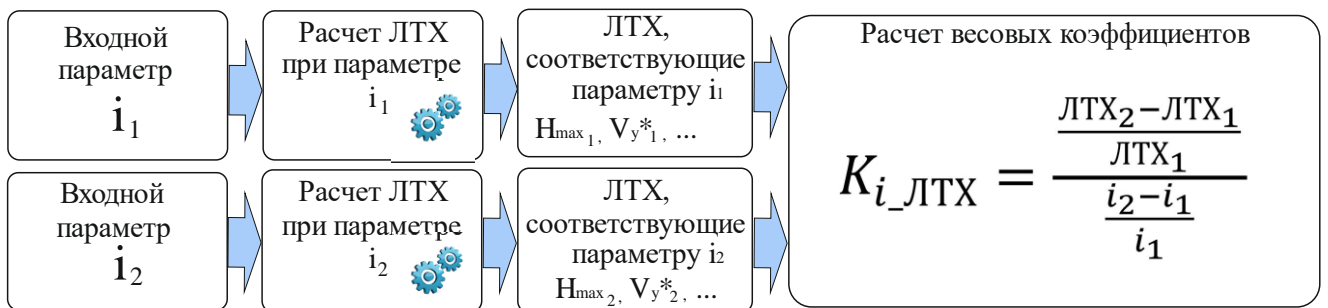 Входной
параметр
i₁
Расчет ЛТХ
при параметре
i₁
ЛТХ,
соответствующие
параметру i₁
Hmax₁, Vy*₁, ...
Расчет весовых коэффициентов
K_{i_ЛТХ} = ((ЛТХ₂−ЛТХ₁)/ЛТХ₁)/((i₂−i₁)/i₁)
Входной
параметр
i₂
Расчет ЛТХ
при параметре
i₂
ЛТХ,
соответствующие
параметру i₂
Hmax₂, Vy*₂, ...